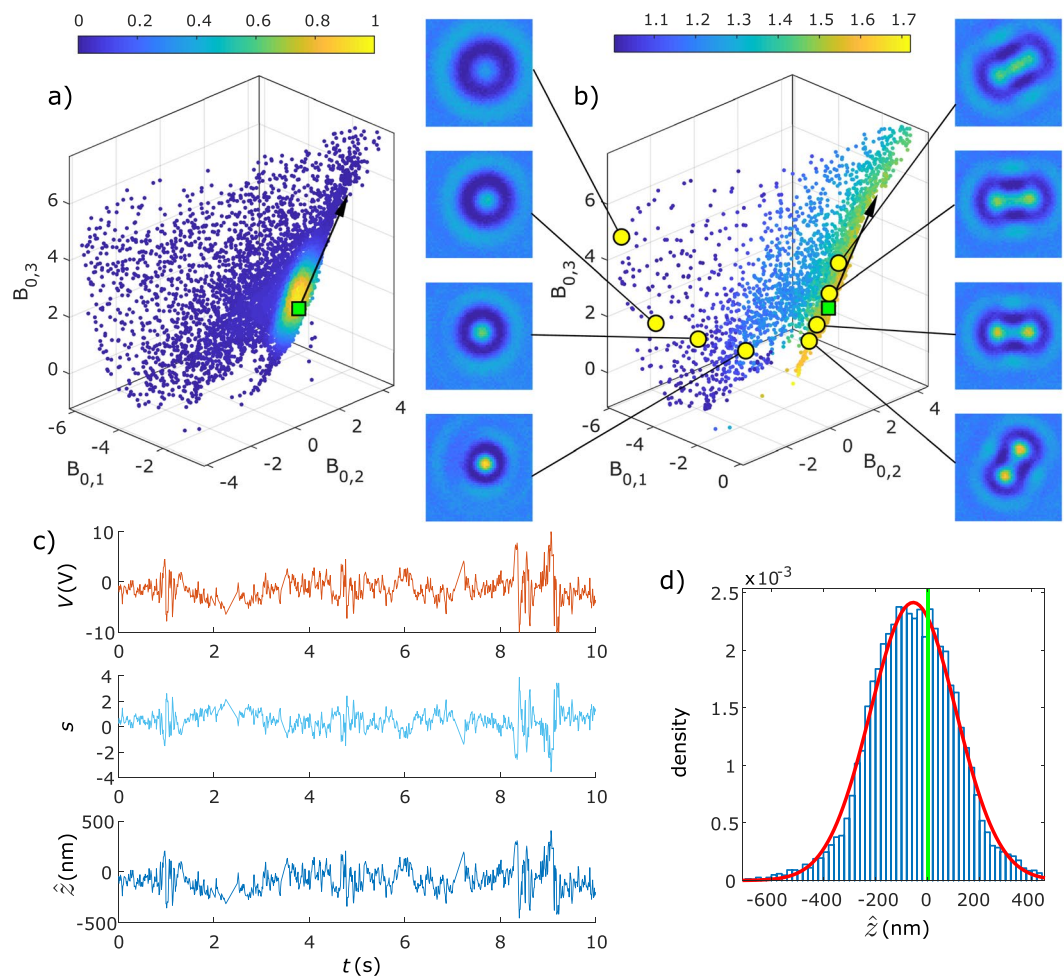 0 0.2 0.4 0.6 0.8 1
1.1 1.2 1.3 1.4 1.5 1.6 1.7
a)
b)
B0,3
6
4
2
0
-6
-4
-2
B0,1
-4
-2
0
2
4
B0,2
B0,3
6
4
2
0
-6
-4
-2
0
B0,1
-2
0
2
4
B0,2
c)
V(V)
10
0
-10
0 2 4 6 8 10
s
4
2
0
-2
-4
0 2 4 6 8 10
ẑ(nm)
500
0
-500
0 2 4 6 8 10
t(s)
d)
×10-3
density
2.5
2
1.5
1
0.5
0
-600 -400 -200 0 200 400
ẑ(nm)